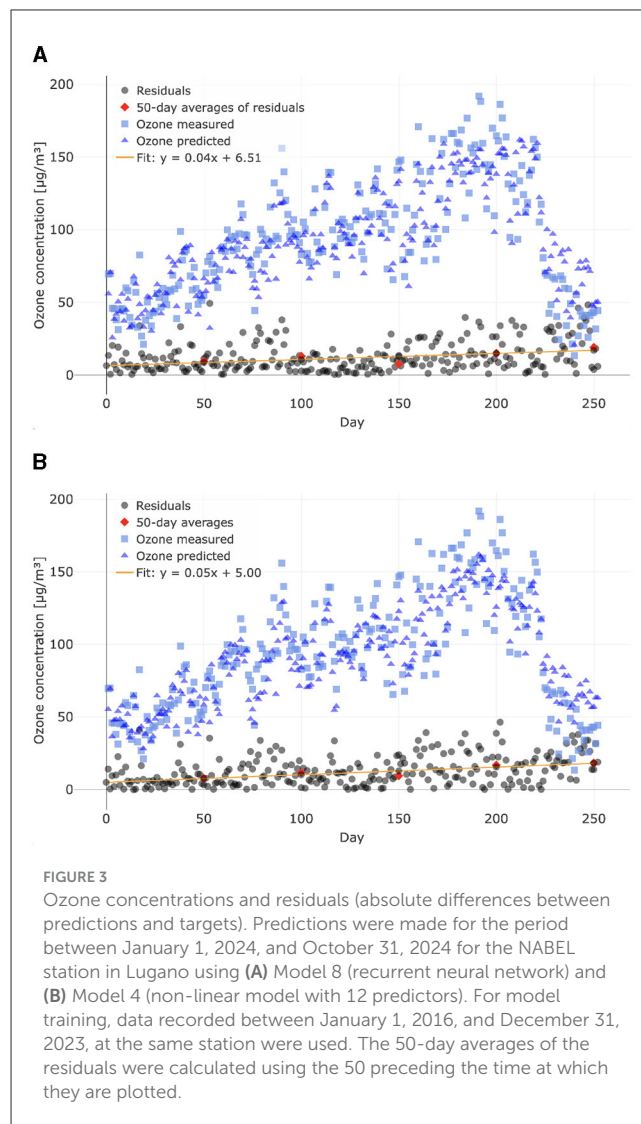 A
200
150
100
50
0
Ozone concentration [µg/m³]
Residuals
50-day averages of residuals
Ozone measured
Ozone predicted
Fit: y = 0.04x + 6.51
0 50 100 150 200 250
Day
B
200
150
100
50
0
Ozone concentration [µg/m³]
Residuals
50-day averages
Ozone measured
Ozone predicted
Fit: y = 0.05x + 5.00
0 50 100 150 200 250
Day
FIGURE 3
Ozone concentrations and residuals (absolute differences between
predictions and targets). Predictions were made for the period
between January 1, 2024, and October 31, 2024 for the NABEL
station in Lugano using (A) Model 8 (recurrent neural network) and
(B) Model 4 (non-linear model with 12 predictors). For model
training, data recorded between January 1, 2016, and December 31,
2023, at the same station were used. The 50-day averages of the
residuals were calculated using the 50 preceding the time at which
they are plotted.